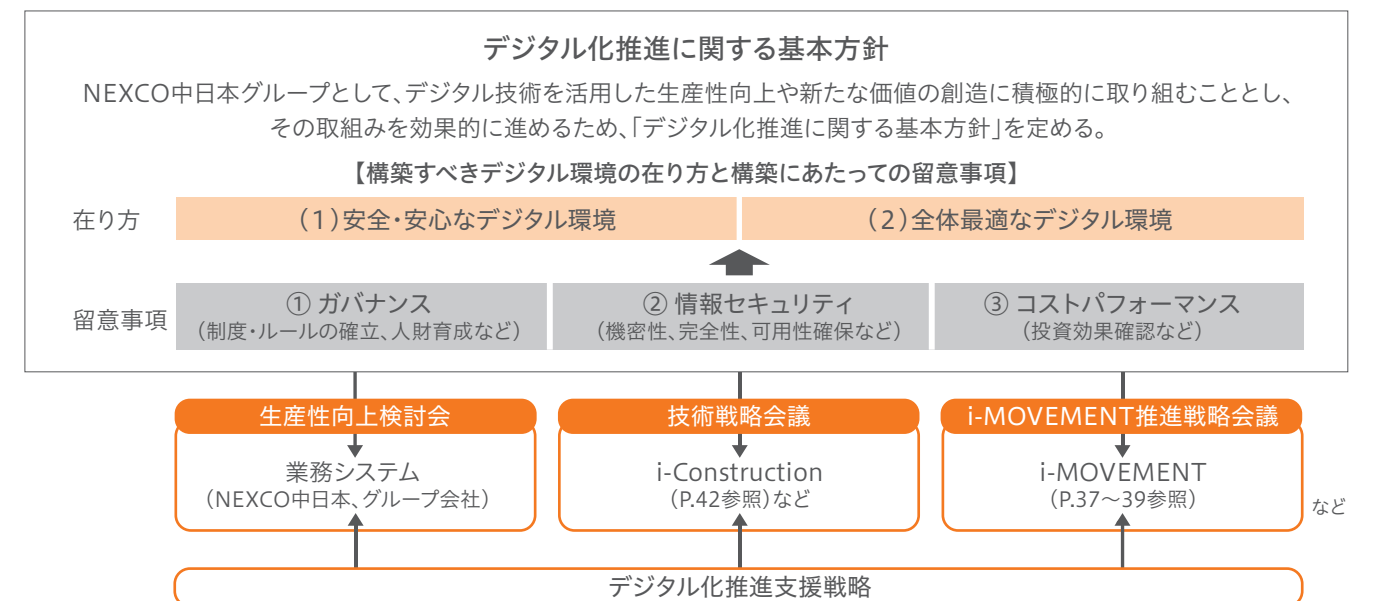 デジタル化推進に関する基本方針
NEXCO中日本グループとして、デジタル技術を活用した生産性向上や新たな価値の創造に積極的に取り組むこととし、
その取組みを効果的に進めるため、「デジタル化推進に関する基本方針」を定める。
【構築すべきデジタル環境の在り方と構築にあたっての留意事項】
在り方
（1）安全・安心なデジタル環境
（2）全体最適なデジタル環境
留意事項
① ガバナンス
（制度・ルールの確立、人財育成など）
② 情報セキュリティ
（機密性、完全性、可用性確保など）
③ コストパフォーマンス
（投資効果確認など）
生産性向上検討会
業務システム
（NEXCO中日本、グループ会社）
技術戦略会議
i-Construction
（P.42参照）など
i-MOVEMENT推進戦略会議
i-MOVEMENT
（P.37～39参照）
など
デジタル化推進支援戦略